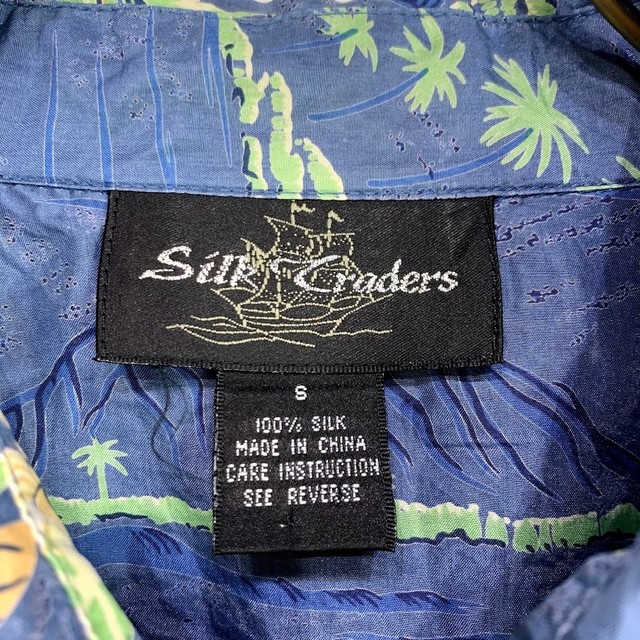 Silk Traders
S
100% SILK
MADE IN CHINA
CARE INSTRUCTION
SEE REVERSE